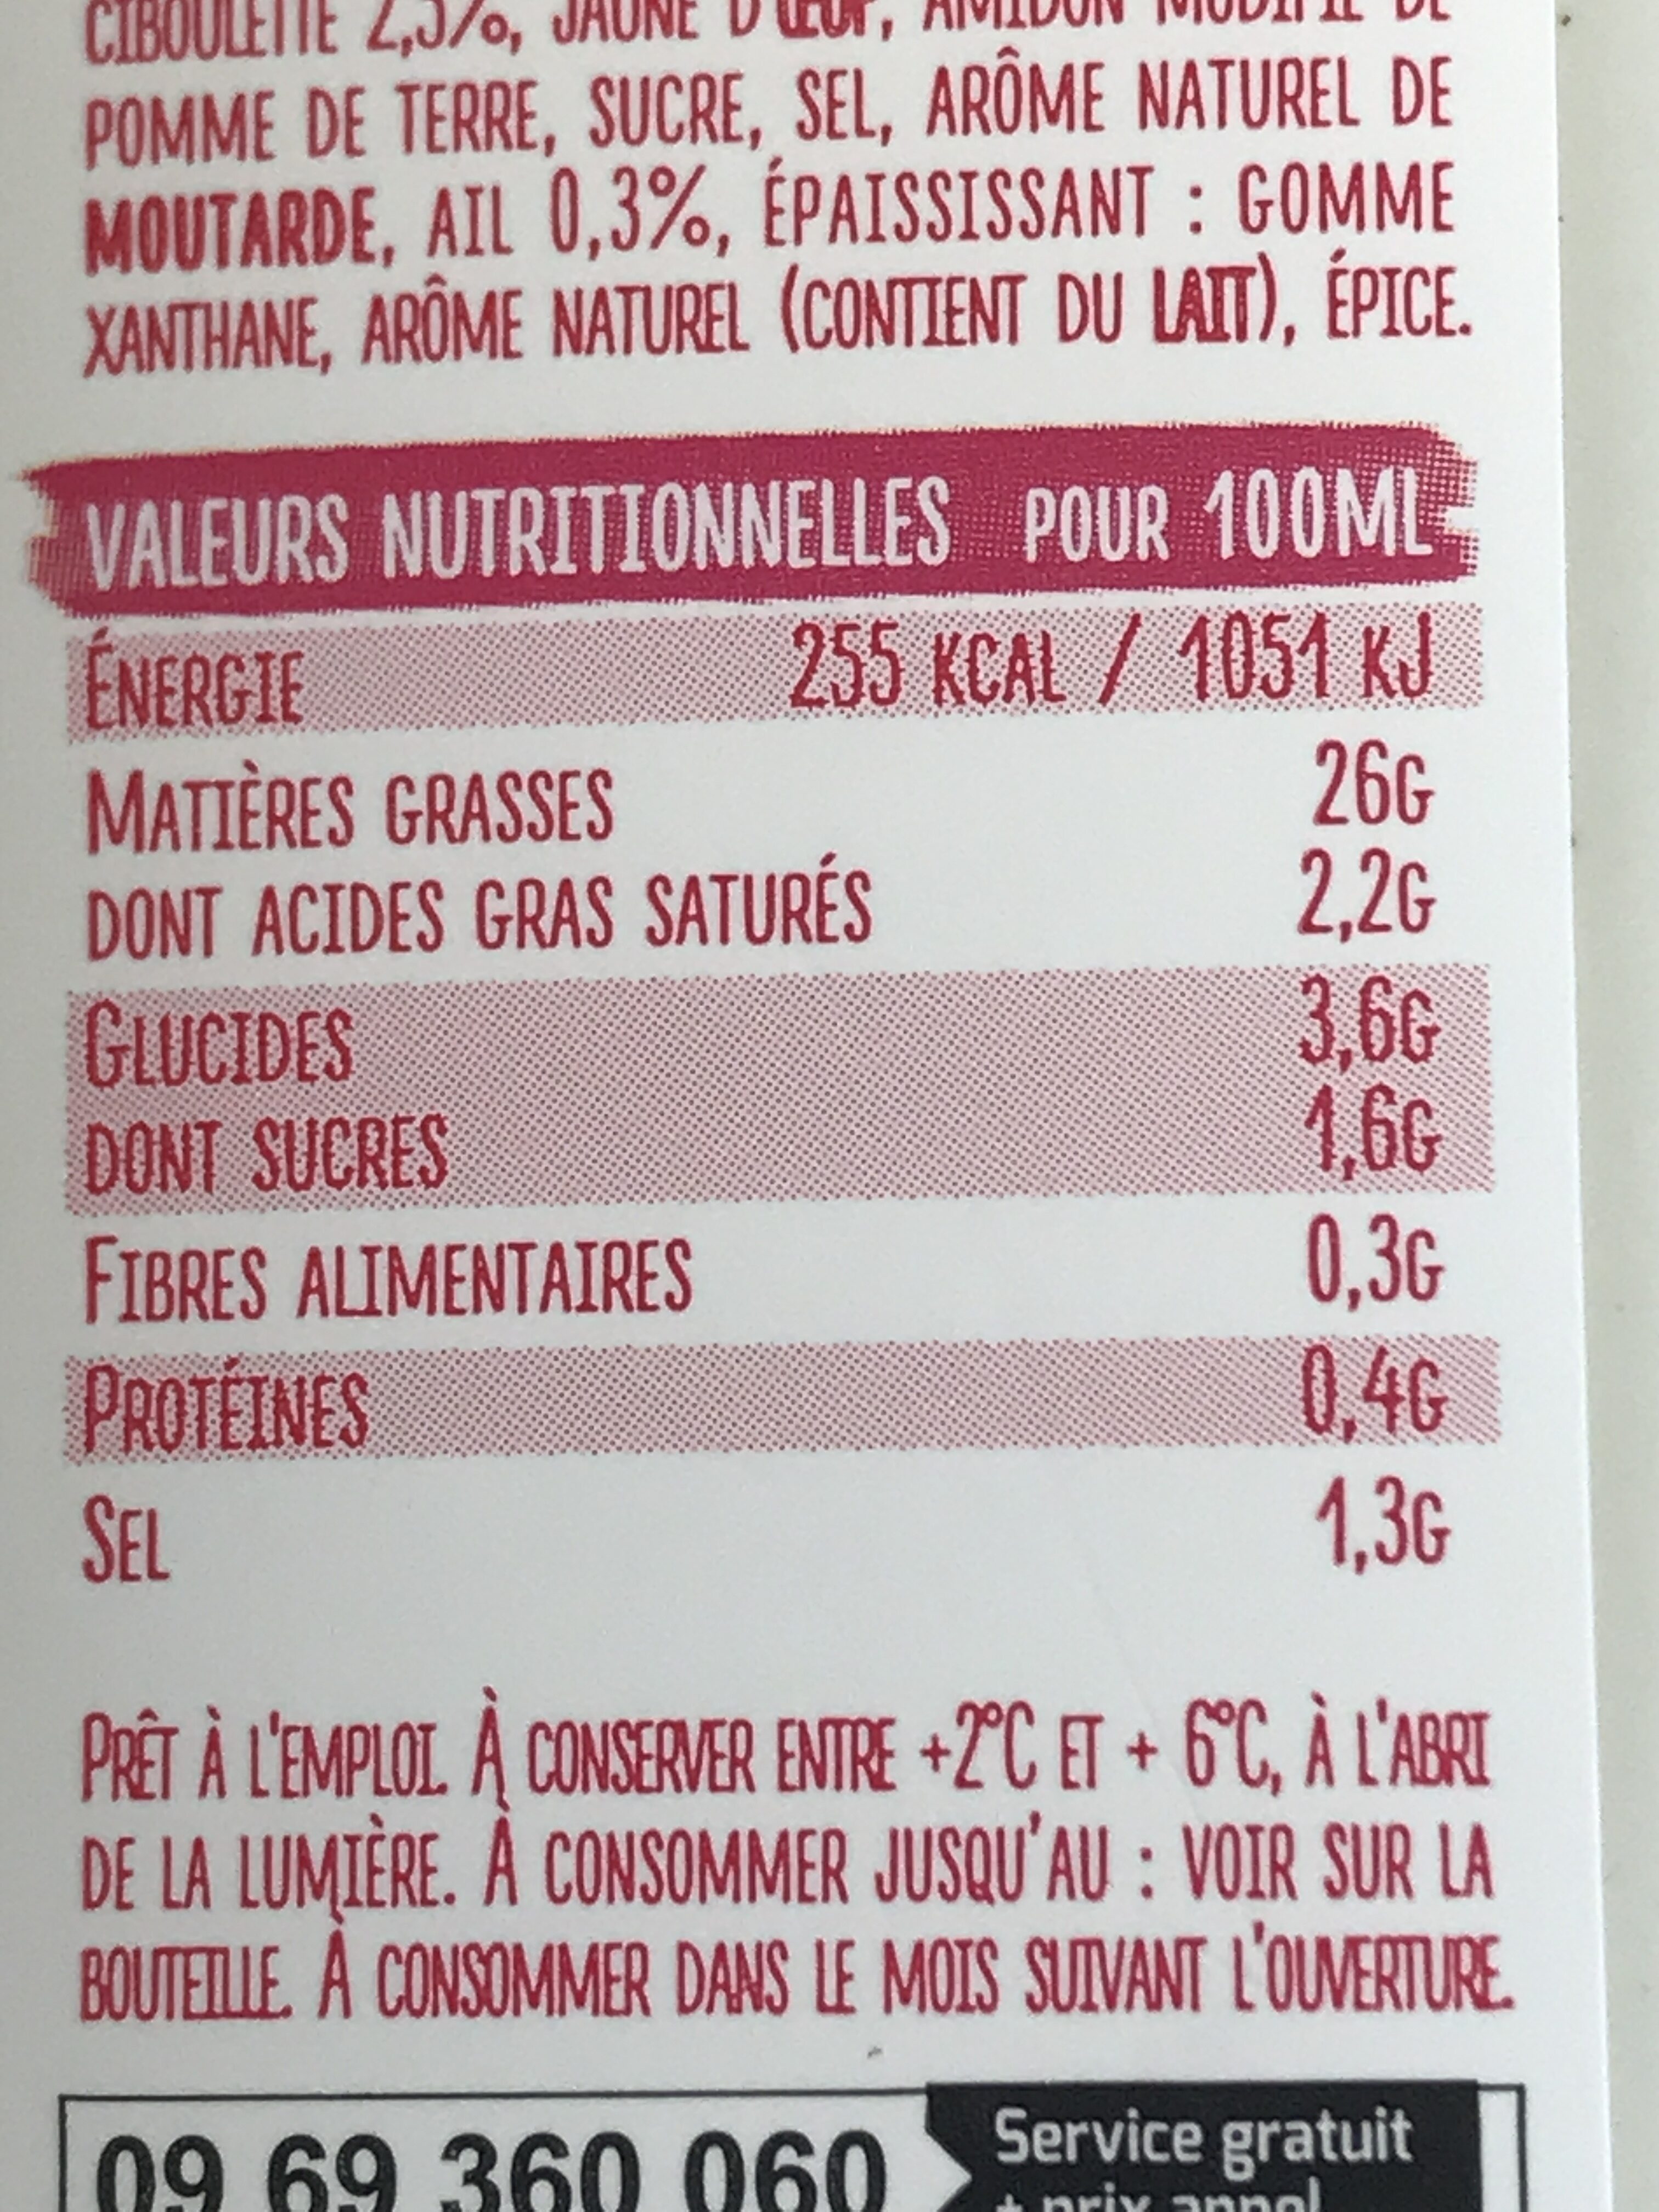 CIBOULETTE 2,5%, JAUNE D'ŒUF, AMIDON MODIFIÉ DE
POMME DE TERRE, SUCRE, SEL, ARÔME NATUREL DE
MOUTARDE, AIL 0,3%, ÉPAISSISSANT : GOMME
XANTHANE, ARÔME NATUREL (CONTIENT DU LAIT), ÉPICE.
VALEURS NUTRITIONNELLES POUR 100ML
ÉNERGIE 255 KCAL / 1051 KJ
MATIÈRES GRASSES 26G
DONT ACIDES GRAS SATURÉS 2,2G
GLUCIDES 3,6G
DONT SUCRES 1,6G
FIBRES ALIMENTAIRES 0,3G
PROTÉINES 0,4G
SEL 1,3G
PRÊT À L'EMPLOI. À CONSERVER ENTRE +2°C ET + 6°C, À L'ABRI
DE LA LUMIÈRE. À CONSOMMER JUSQU'AU : VOIR SUR LA
BOUTEILLE. À CONSOMMER DANS LE MOIS SUIVANT L'OUVERTURE.
09 69 360 060 Service gratuit
+ prix appel